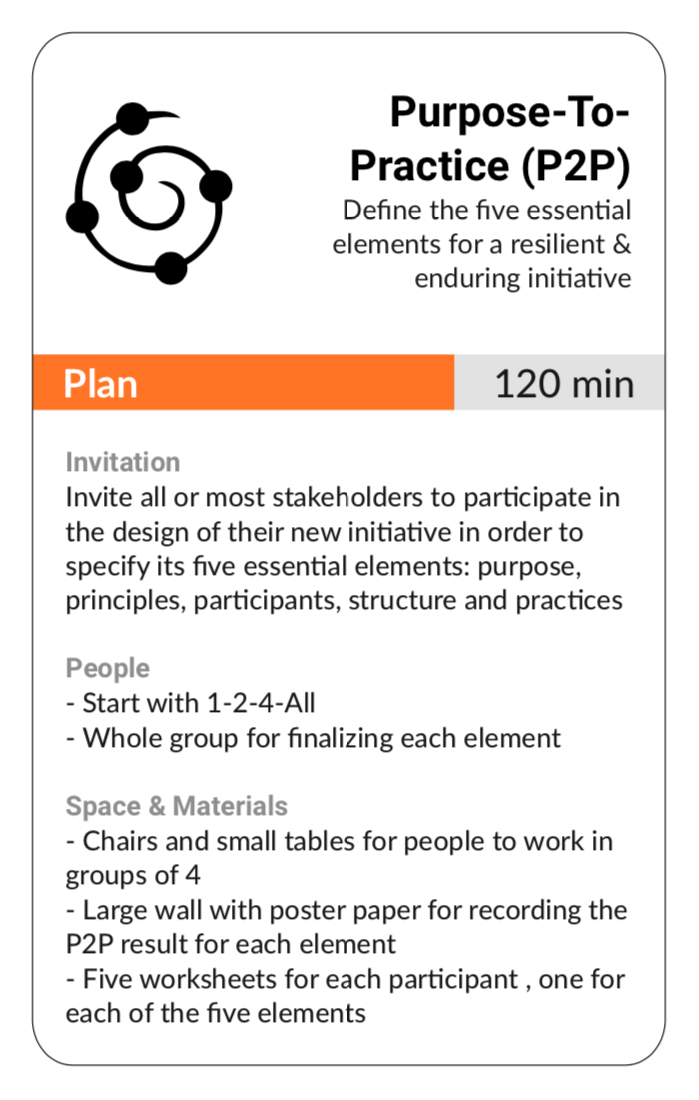 Purpose-To-
Practice (P2P)
Define the five essential
elements for a resilient &
enduring initiative
Plan
120 min
Invitation
Invite all or most stakeholders to participate in
the design of their new initiative in order to
specify its five essential elements: purpose,
principles, participants, structure and practices
People
- Start with 1-2-4-All
- Whole group for finalizing each element
Space & Materials
- Chairs and small tables for people to work in
groups of 4
- Large wall with poster paper for recording the
P2P result for each element
- Five worksheets for each participant , one for
each of the five elements